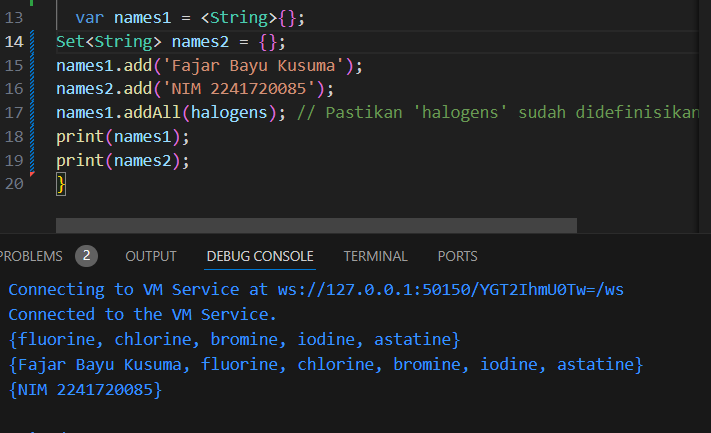 13 var names1 = <String>{};
14 Set<String> names2 = {};
15 names1.add('Fajar Bayu Kusuma');
16 names2.add('NIM 2241720085');
17 names1.addAll(halogens); // Pastikan 'halogens' sudah didefinisikan
18 print(names1);
19 print(names2);
20 }
PROBLEMS 2 OUTPUT DEBUG CONSOLE TERMINAL PORTS
Connecting to VM Service at ws://127.0.0.1:50150/YGT2IhmU0Tw=/ws
Connected to the VM Service.
{fluorine, chlorine, bromine, iodine, astatine}
{Fajar Bayu Kusuma, fluorine, chlorine, bromine, iodine, astatine}
{NIM 2241720085}